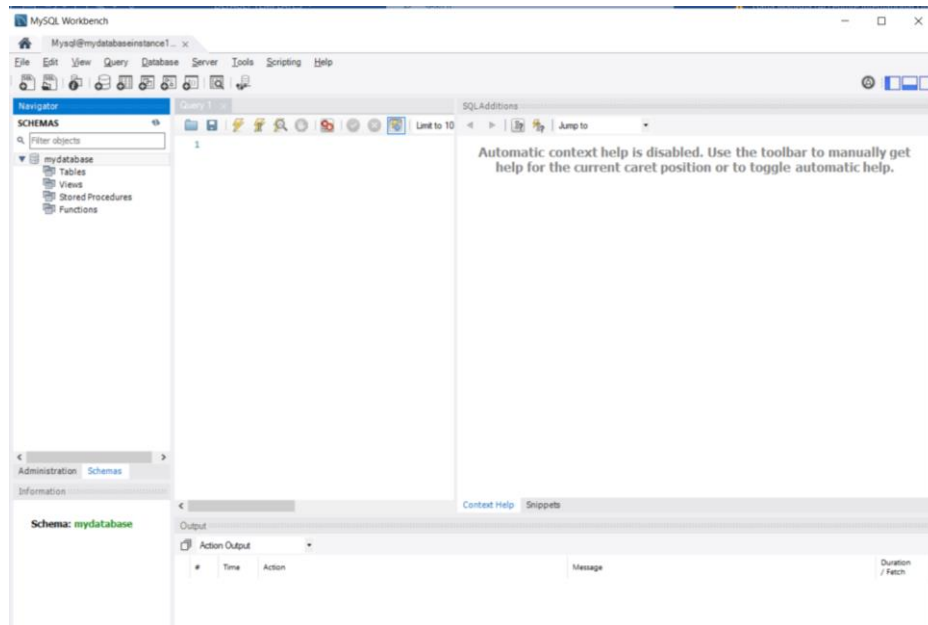 MySQL Workbench
Mysql@mydatabaseinstance1... x
File Edit View Query Database Server Tools Scripting Help
Navigator
SCHEMAS
Filter objects
mydatabase
Tables
Views
Stored Procedures
Functions
Administration Schemas
Information
Schema: mydatabase
Query 1 x
Limit to 10
1
SQLAdditions
Jump to
Automatic context help is disabled. Use the toolbar to manually get
help for the current caret position or to toggle automatic help.
Context Help Snippets
Output
Action Output
# Time Action Message Duration
/ Fetch